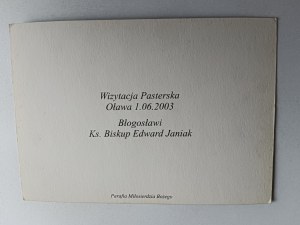 Wizytacja Pasterska
Oława 1.06.2003
Błogosławi
Ks. Biskup Edward Janiak
Parafia Miłosierdzia Bożego